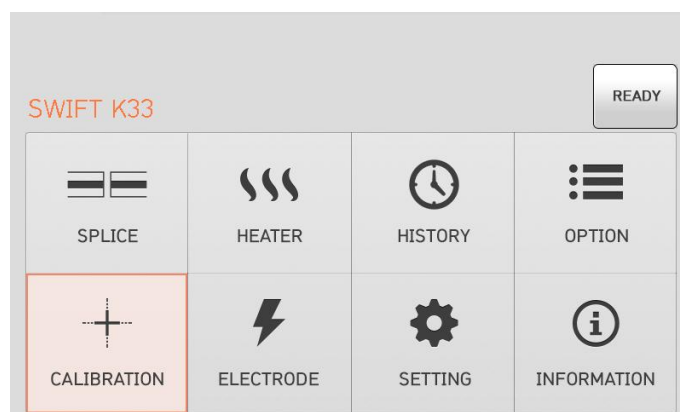 READY
SWIFT K33
SPLICE
HEATER
HISTORY
OPTION
CALIBRATION
ELECTRODE
SETTING
INFORMATION